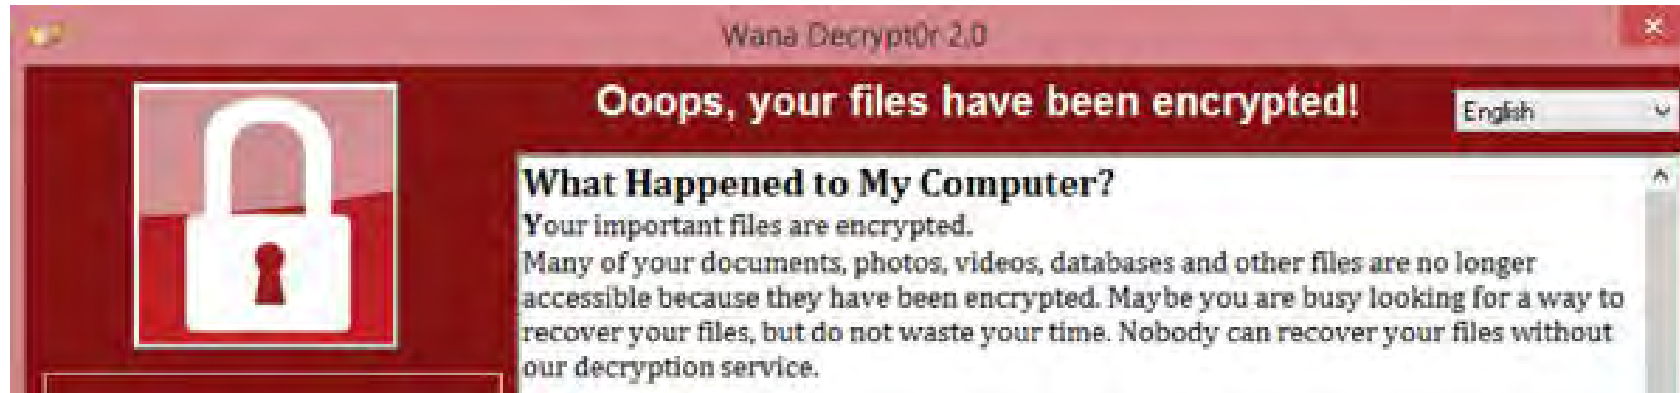 Wana Decrypt0r 2.0
Ooops, your files have been encrypted!
English
What Happened to My Computer?
Your important files are encrypted.
Many of your documents, photos, videos, databases and other files are no longer
accessible because they have been encrypted. Maybe you are busy looking for a way to
recover your files, but do not waste your time. Nobody can recover your files without
our decryption service.